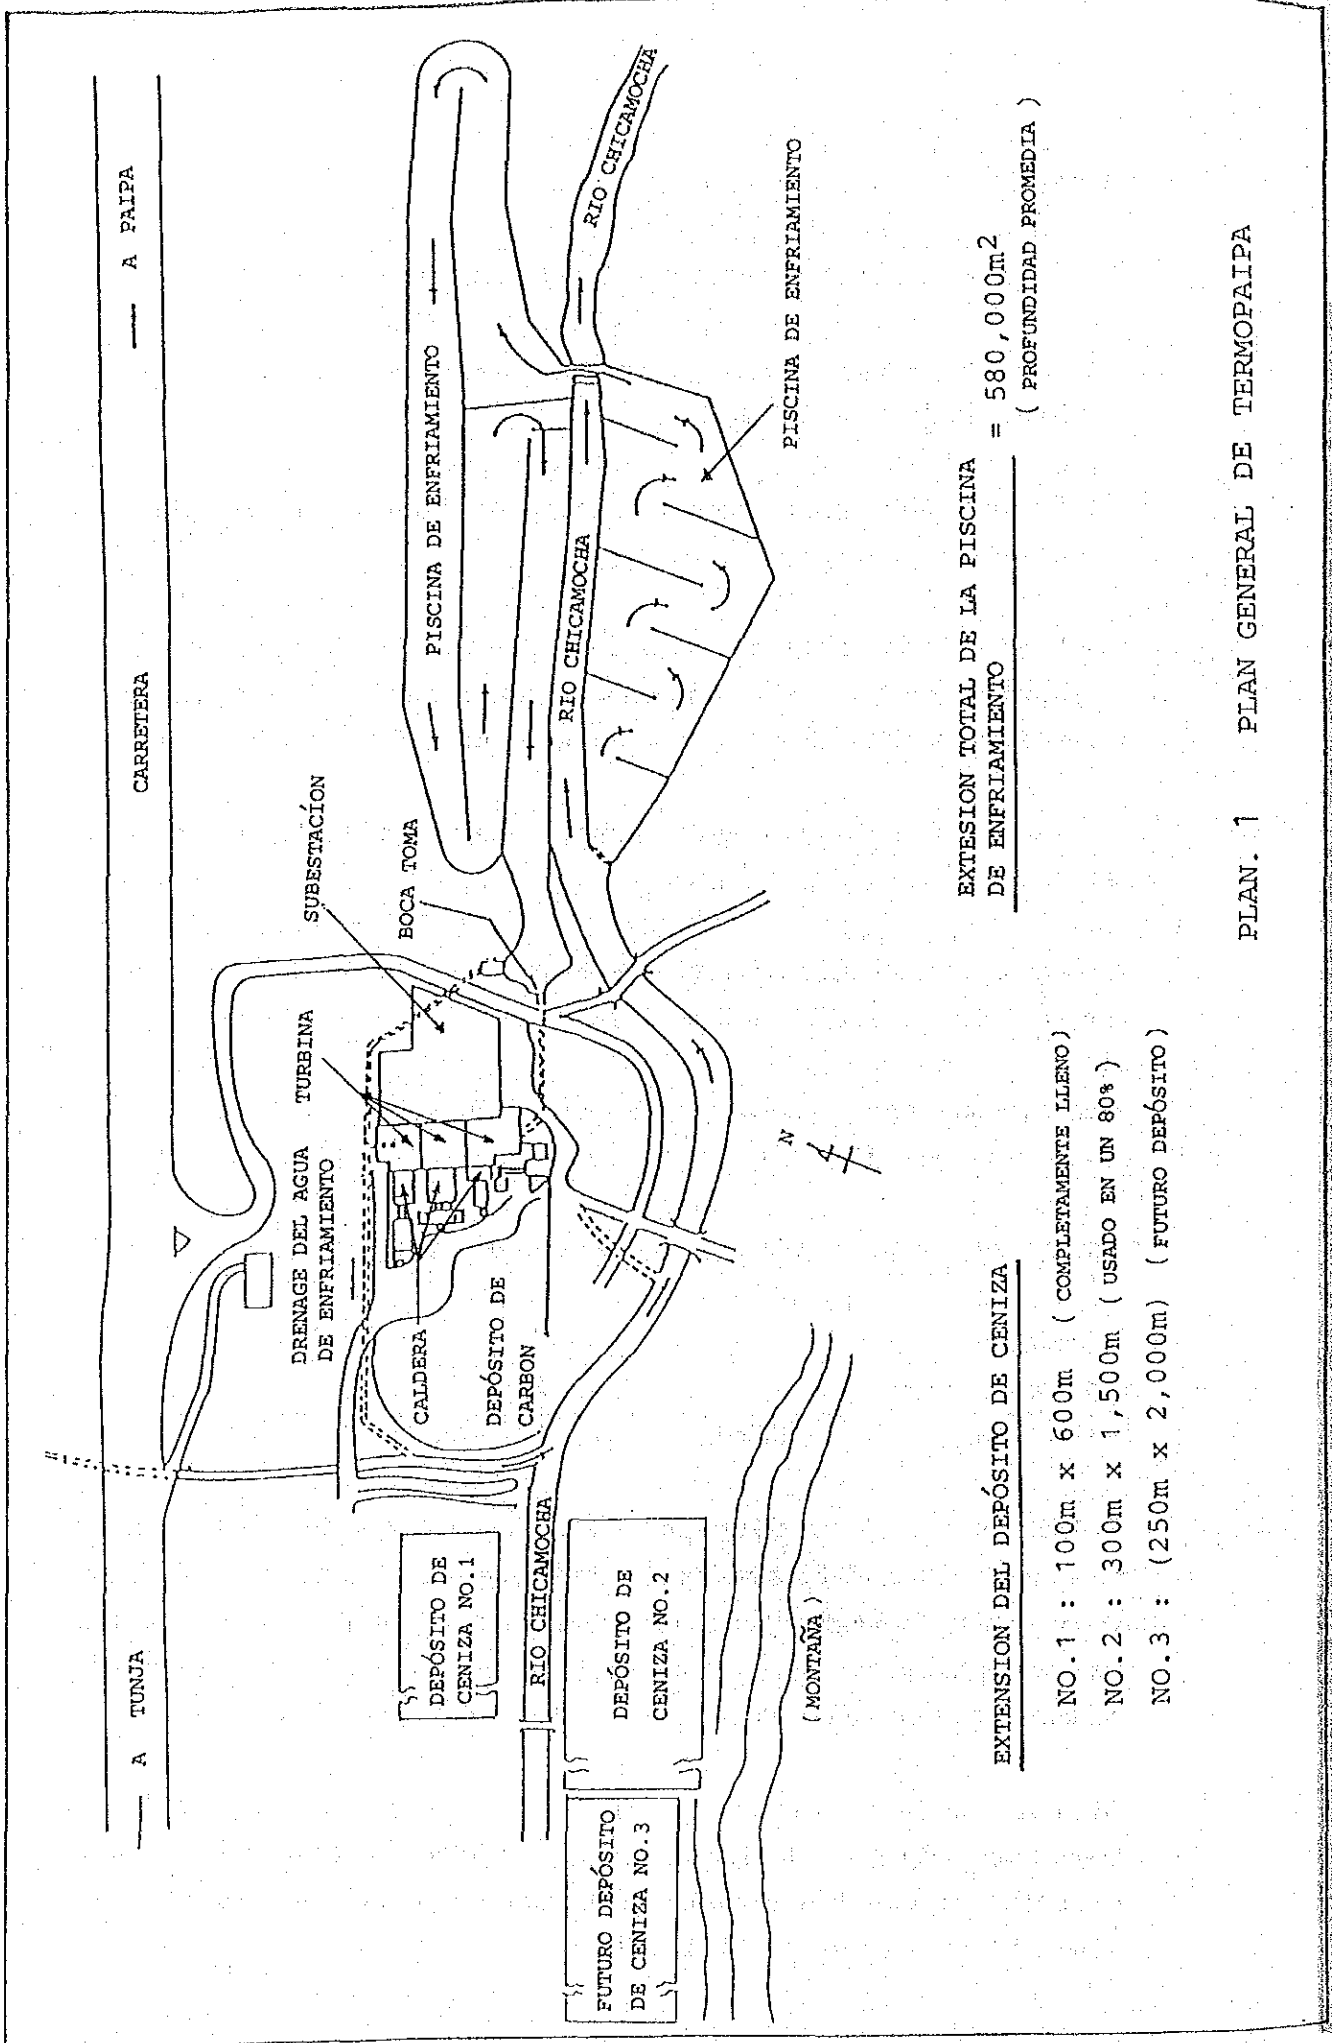 — A TUNJA
CARRETERA
— A PAIPA
DRENAGE DEL AGUA
DE ENFRIAMIENTO
TURBINA
SUBESTACÍON
BOCA TOMA
PISCINA DE ENFRIAMIENTO
CALDERA
DEPÓSITO DE
CARBON
DEPÓSITO DE
CENIZA NO.1
RIO CHICAMOCHA
RIO CHICAMOCHA
RIO CHICAMOCHA
DEPÓSITO DE
CENIZA NO.2
FUTURO DEPÓSITO
DE CENIZA NO.3
(MONTAÑA)
N
PISCINA DE ENFRIAMIENTO
EXTENSION DEL DEPÓSITO DE CENIZA
NO.1 : 100m x 600m (COMPLETAMENTE LLENO)
NO.2 : 300m x 1,500m (USADO EN UN 80%)
NO.3 : (250m x 2,000m) (FUTURO DEPÓSITO)
EXTESION TOTAL DE LA PISCINA
DE ENFRIAMIENTO
= 580,000m2
(PROFUNDIDAD PROMEDIA)
PLAN. 1 PLAN GENERAL DE TERMOPAIPA